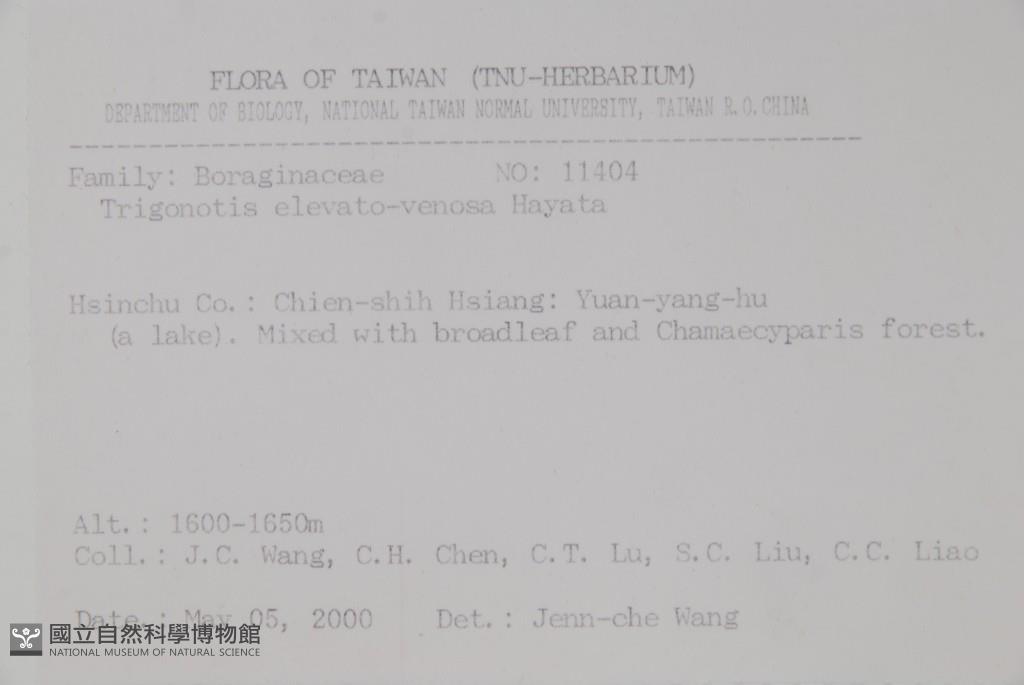 FLORA OF TAIWAN (TNU-HERBARIUM)
DEPARTMENT OF BIOLOGY, NATIONAL TAIWAN NORMAL UNIVERSITY, TAIWAN R.O.CHINA
--------------------------------------------------
Family: Boraginaceae NO: 11404
Trigonotis elevato-venosa Hayata
Hsinchu Co.: Chien-shih Hsiang: Yuan-yang-hu
(a lake). Mixed with broadleaf and Chamaecyparis forest.
Alt.: 1600-1650m
Coll.: J.C. Wang, C.H. Chen, C.T. Lu, S.C. Liu, C.C. Liao
Date.: May 05, 2000 Det.: Jenn-che Wang
國立自然科學博物館
NATIONAL MUSEUM OF NATURAL SCIENCE